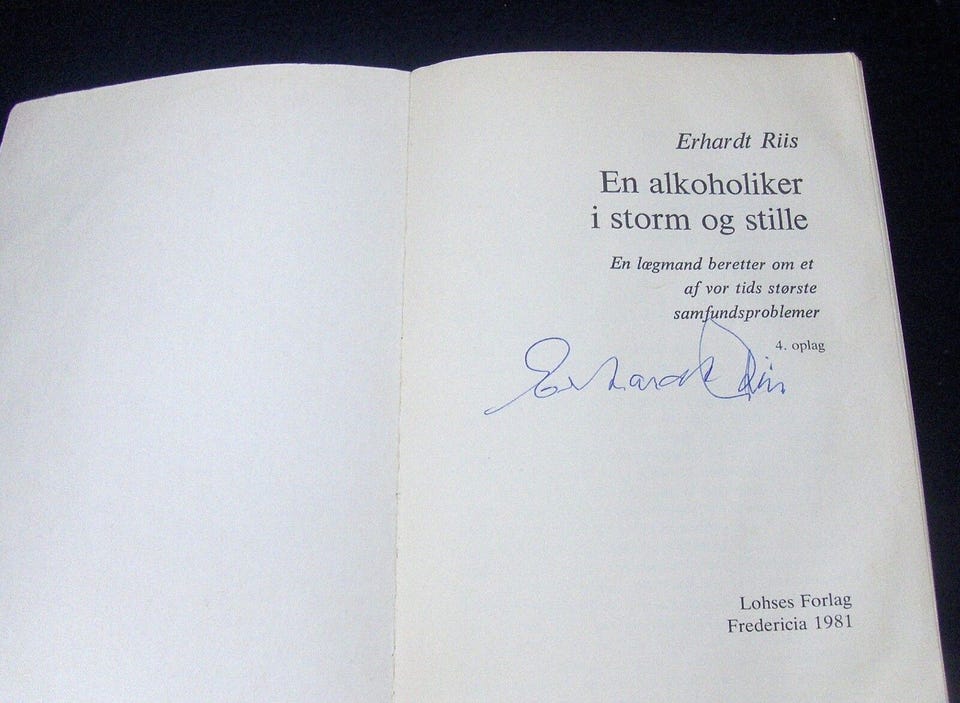 Erhardt Riis
En alkoholiker
i storm og stille
En lægmand beretter om et
af vor tids største
samfundsproblemer
4. oplag
Erhardt Riis
Lohses Forlag
Fredericia 1981